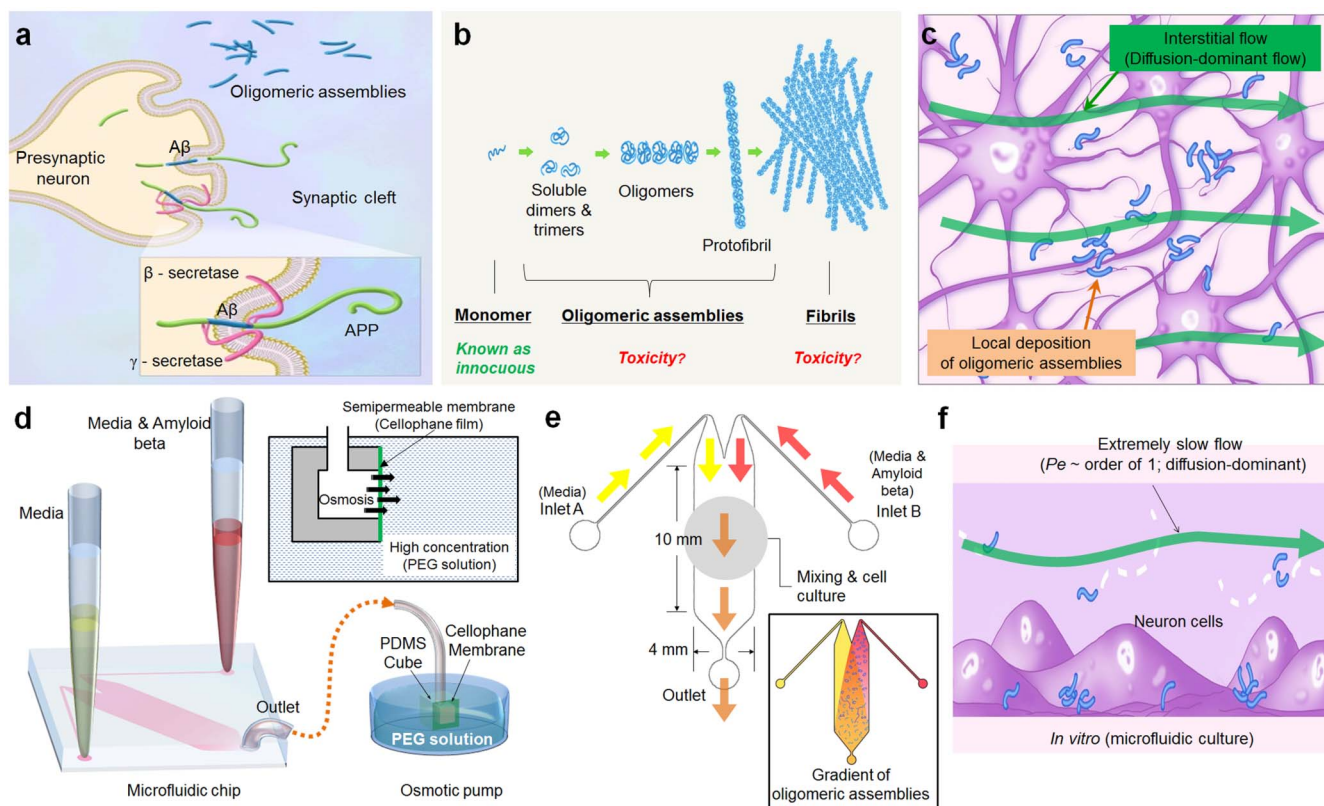 a
Oligomeric assemblies
Aβ
Presynaptic
neuron
Synaptic cleft
β - secretase
Aβ
APP
γ - secretase
b
Soluble
dimers &
trimers
Oligomers
Protofibril
Monomer
Oligomeric assemblies
Fibrils
Known as
innocuous
Toxicity?
Toxicity?
c
Interstitial flow
(Diffusion-dominant flow)
Local deposition
of oligomeric assemblies
d
Media & Amyloid
beta
Media
Semipermeable membrane
(Cellophane film)
Osmosis
High concentration
(PEG solution)
PDMS
Cube
Cellophane
Membrane
Outlet
PEG solution
Microfluidic chip
Osmotic pump
e
(Media)
Inlet A
(Media &
Amyloid
beta)
Inlet B
10 mm
Mixing & cell
culture
4 mm
Outlet
Gradient of
oligomeric assemblies
f
Extremely slow flow
(Pe ~ order of 1; diffusion-dominant)
Neuron cells
In vitro (microfluidic culture)